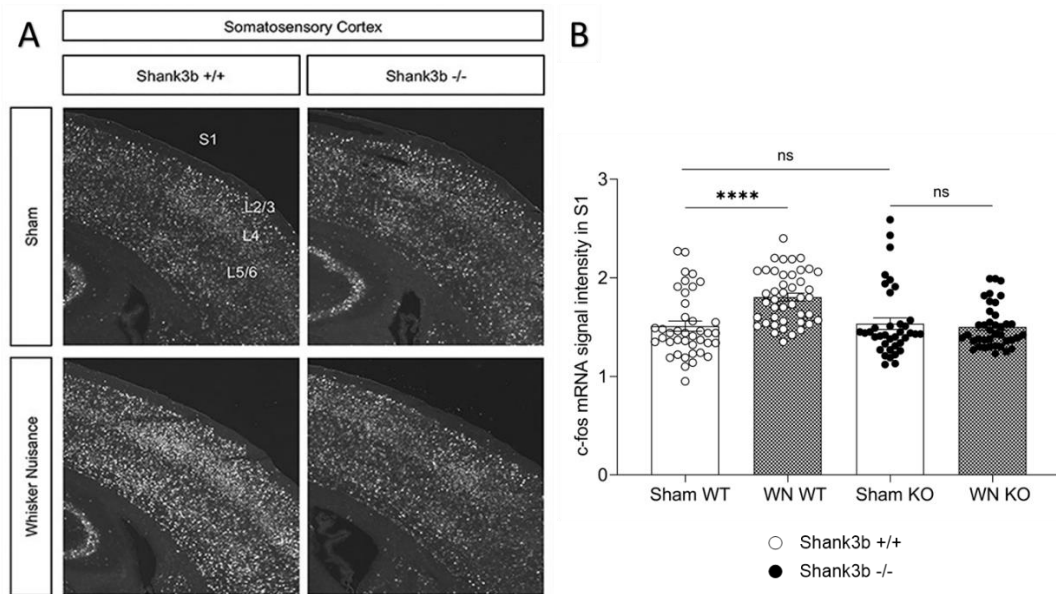 A
Somatosensory Cortex
Shank3b +/+
Shank3b -/-
Sham
S1
L2/3
L4
L5/6
Whisker Nuisance
B
c-fos mRNA signal intensity in S1
3
2
1
0
ns
****
ns
Sham WT
WN WT
Sham KO
WN KO
Shank3b +/+
Shank3b -/-